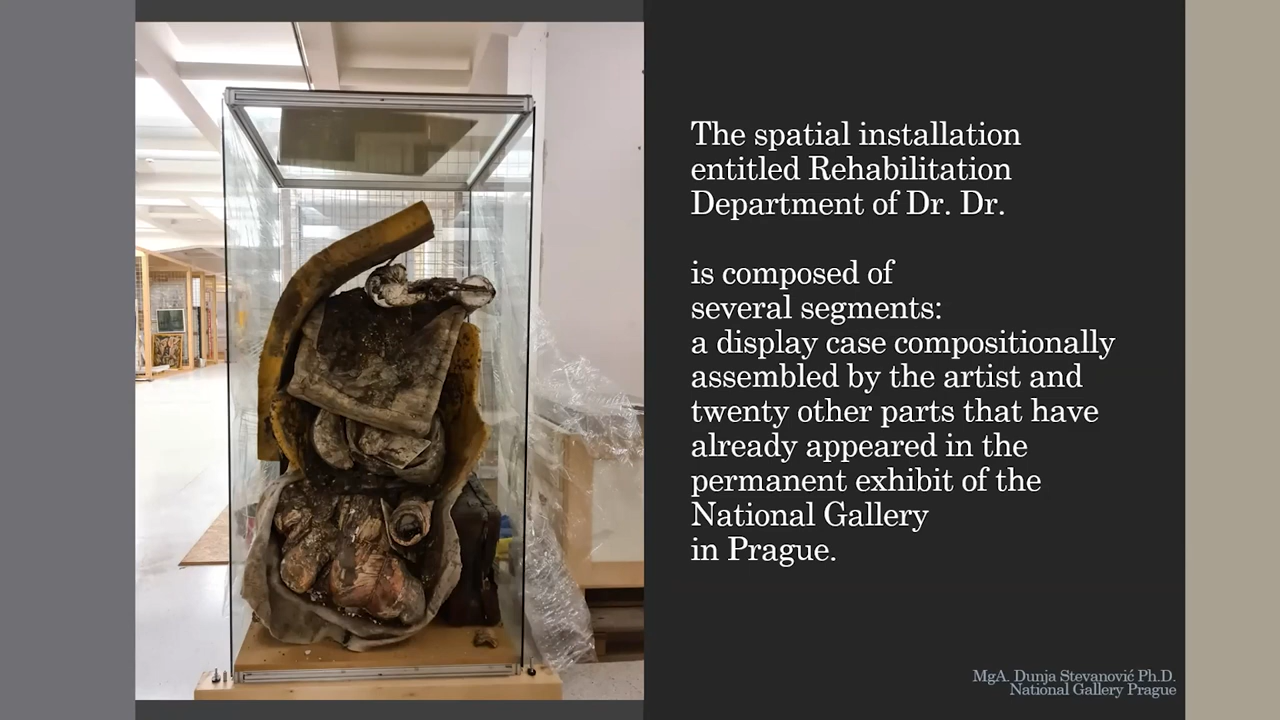 The spatial installation
entitled Rehabilitation
Department of Dr. Dr.
is composed of
several segments:
a display case compositionally
assembled by the artist and
twenty other parts that have
already appeared in the
permanent exhibit of the
National Gallery
in Prague.
MgA. Dunja Stevanović Ph.D.
National Gallery Prague